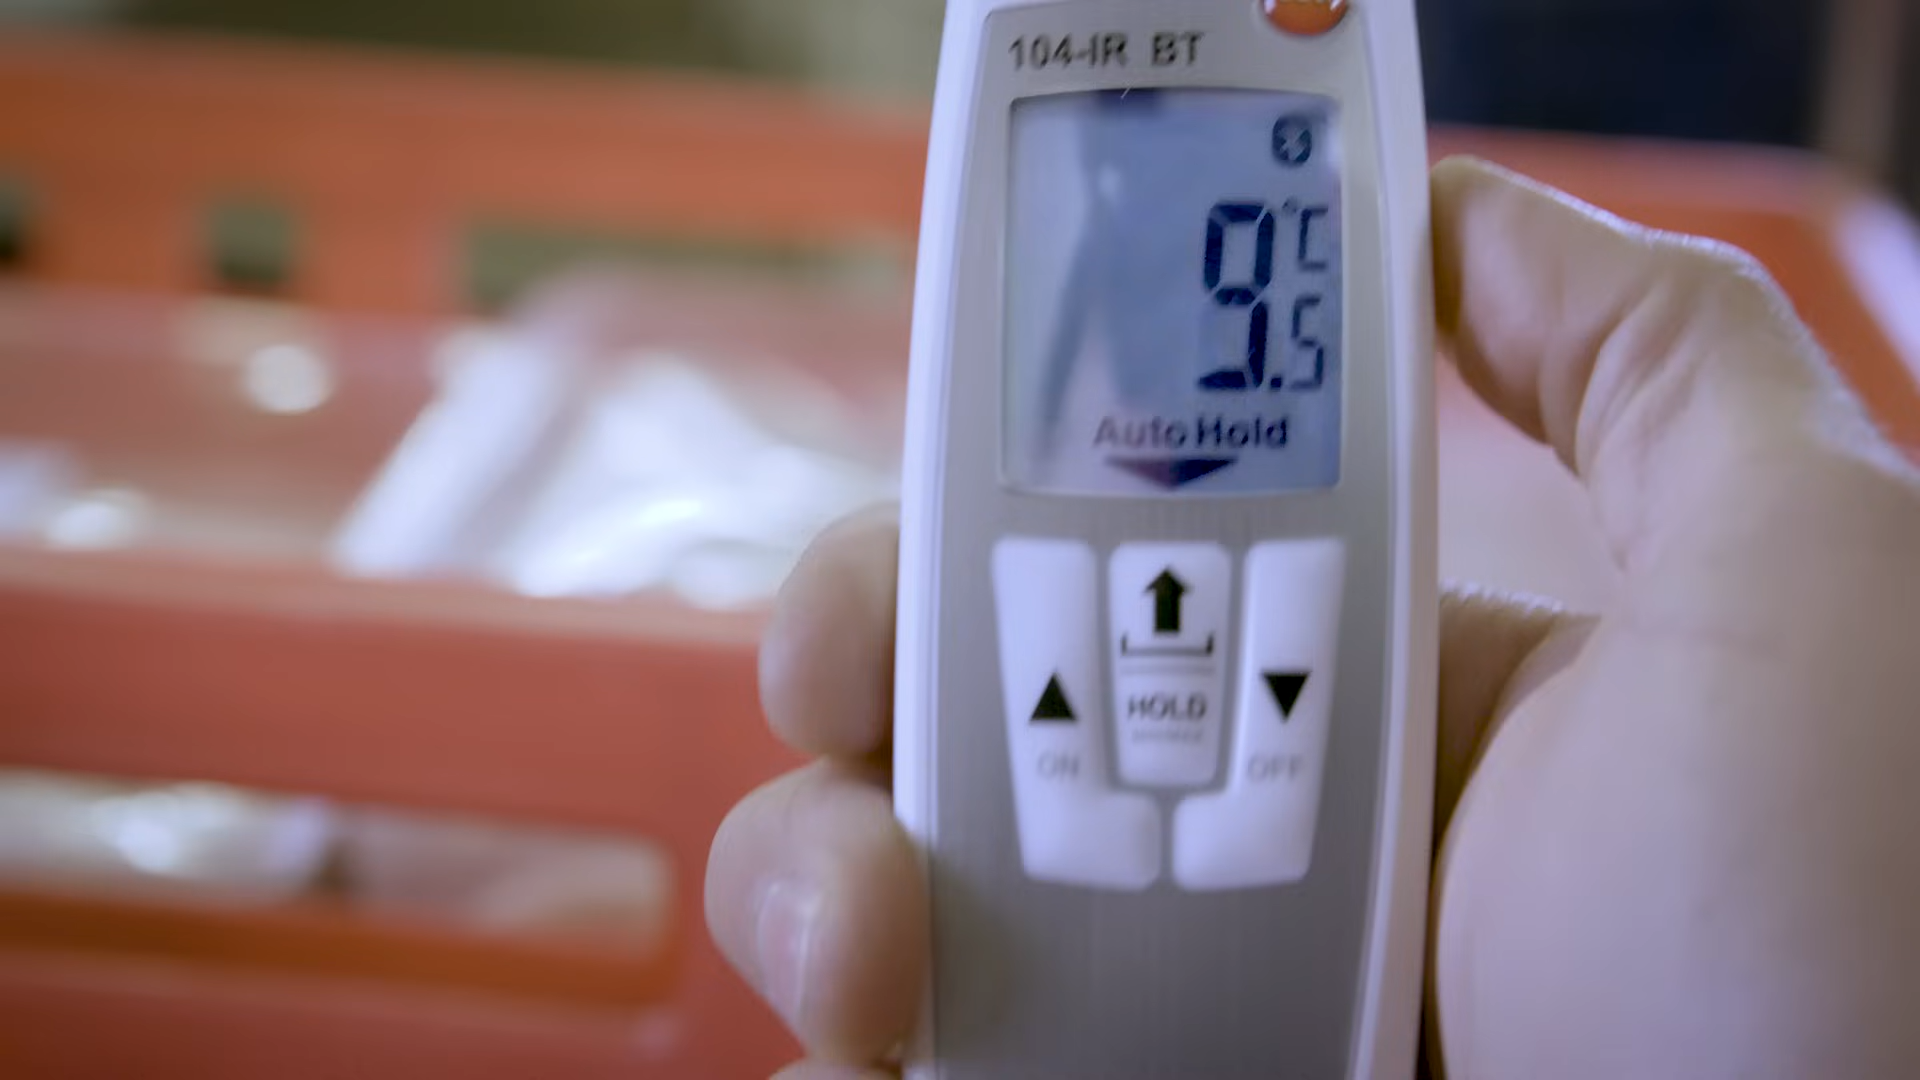 104-IR BT
°C
9.5
Auto Hold
HOLD
ON
OFF